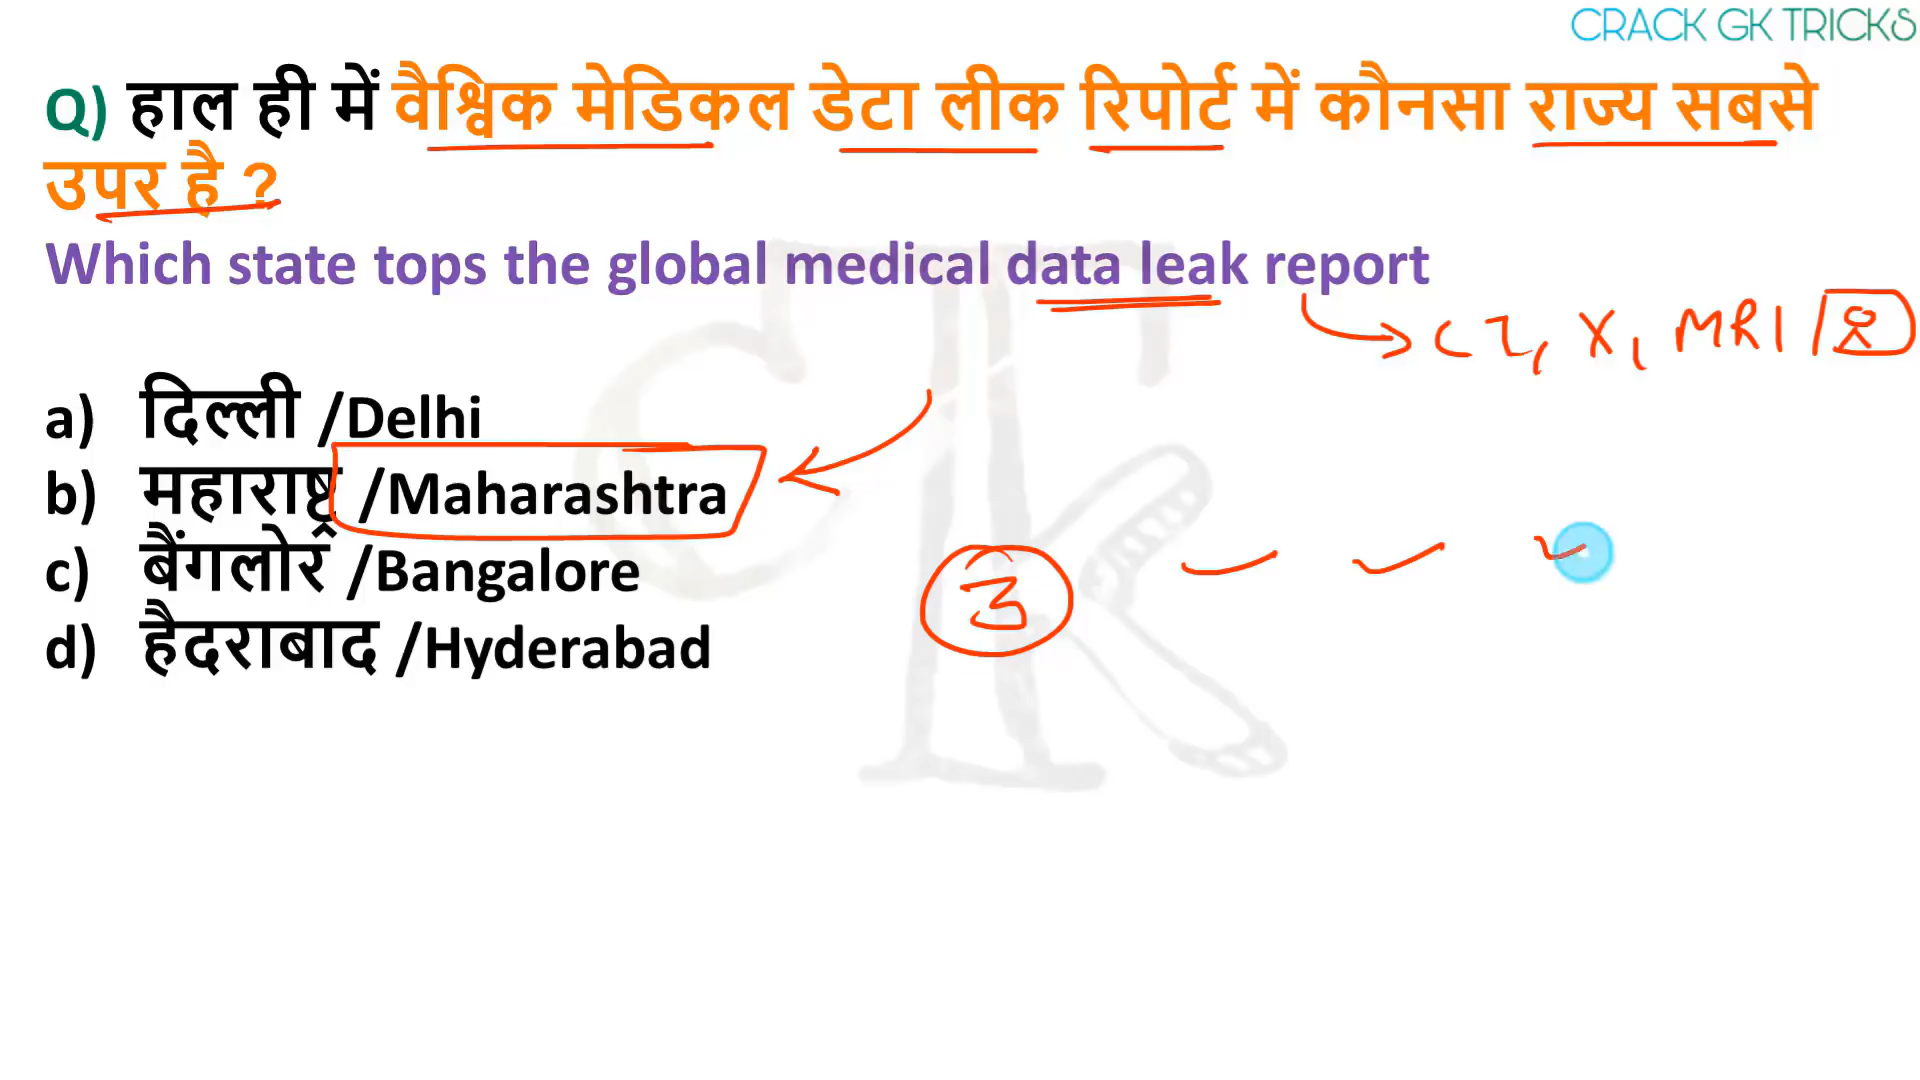 CRACK GK TRICKS
Q) हाल ही में वैश्विक मेडिकल डेटा लीक रिपोर्ट में कौनसा राज्य सबसे
उपर है ?
Which state tops the global medical data leak report
CT, X, MRI /
a) दिल्ली /Delhi
b) महाराष्ट्र /Maharashtra
c) बैंगलोर /Bangalore
d) हैदराबाद /Hyderabad
3